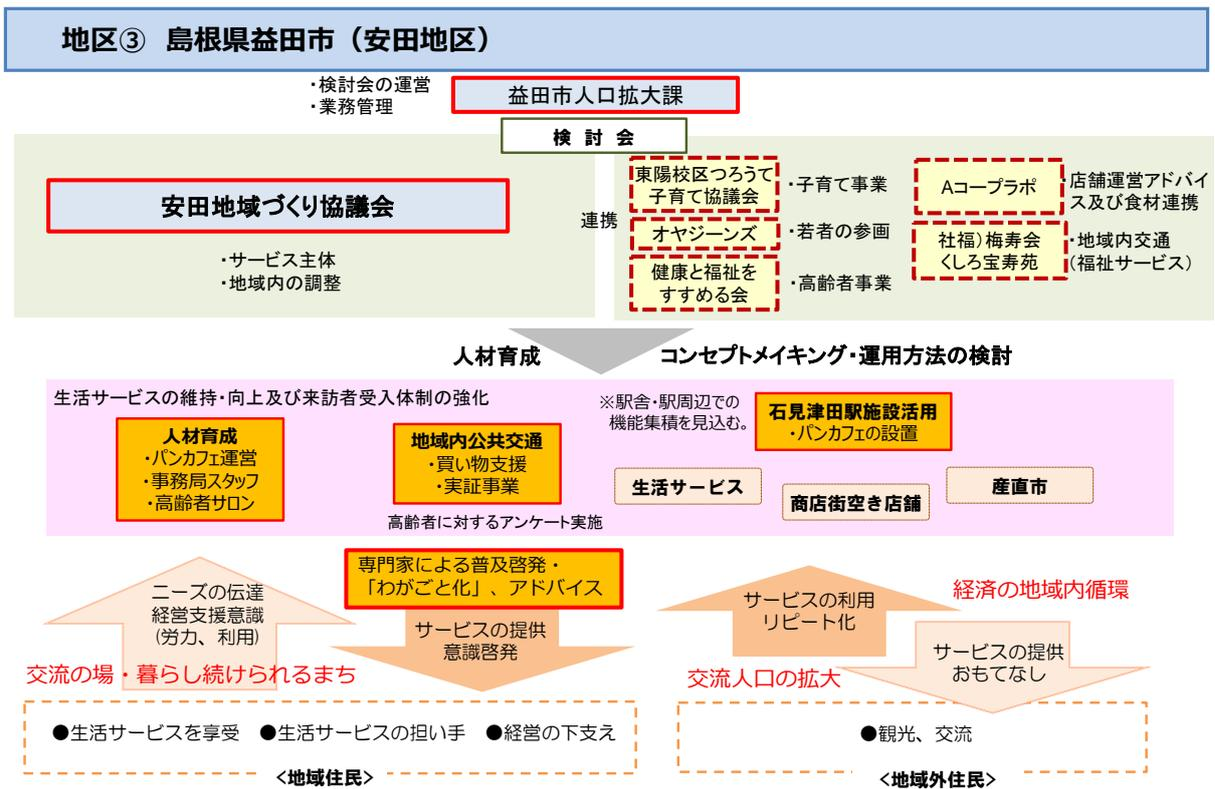 地区③　島根県益田市（安田地区）
・検討会の運営
・業務管理
益田市人口拡大課
検　討　会
安田地域づくり協議会
・サービス主体
・地域内の調整
連携
東陽校区つろうて
子育て協議会
・子育て事業
オヤジーンズ
・若者の参画
健康と福祉を
すすめる会
・高齢者事業
Aコープラポ
・店舗運営アドバイ
ス及び食材連携
社福）梅寿会
くしろ宝寿苑
・地域内交通
（福祉サービス）
人材育成
コンセプトメイキング・運用方法の検討
生活サービスの維持・向上及び来訪者受入体制の強化
人材育成
・パンカフェ運営
・事務局スタッフ
・高齢者サロン
地域内公共交通
・買い物支援
・実証事業
高齢者に対するアンケート実施
※駅舎・駅周辺での
機能集積を見込む。
石見津田駅施設活用
・パンカフェの設置
生活サービス
商店街空き店舗
産直市
ニーズの伝達
経営支援意識
(労力、利用)
専門家による普及啓発・
「わがごと化」、アドバイス
サービスの提供
意識啓発
交流の場・暮らし続けられるまち
サービスの利用
リピート化
経済の地域内循環
サービスの提供
おもてなし
交流人口の拡大
●生活サービスを享受　●生活サービスの担い手　●経営の下支え
<地域住民>
●観光、交流
<地域外住民>